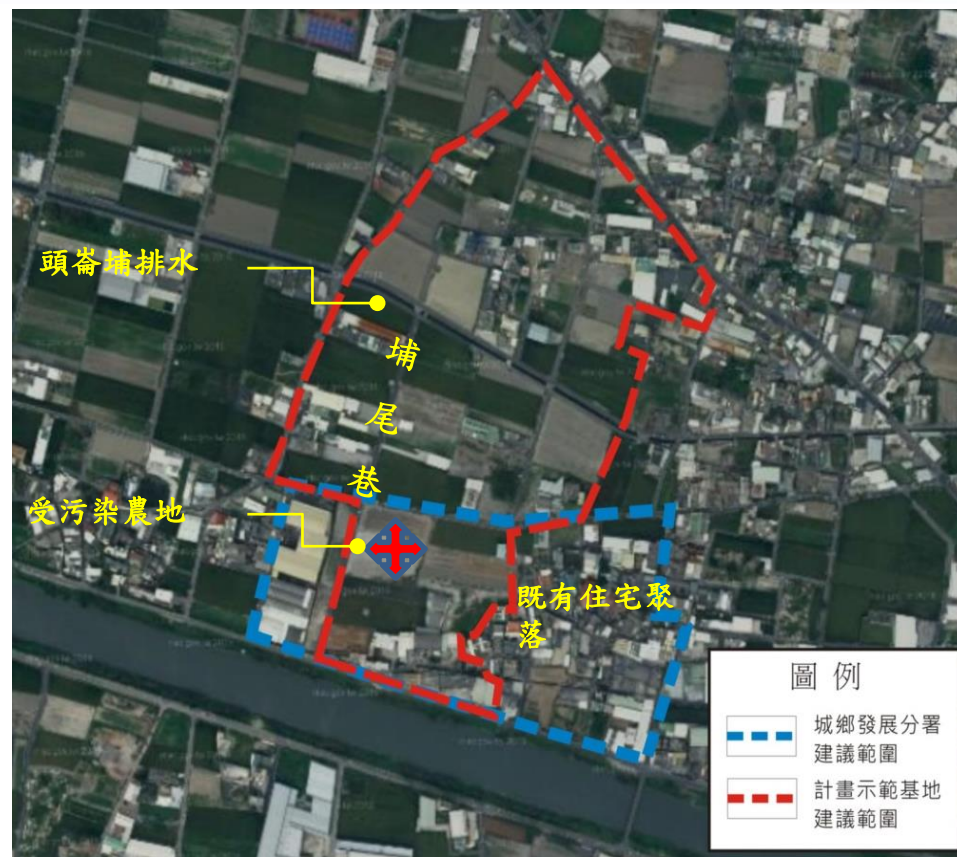 頭崙埔排水
埔
尾
巷
受污染農地
既有住宅聚
落
圖例
城鄉發展分署
建議範圍
計畫示範基地
建議範圍